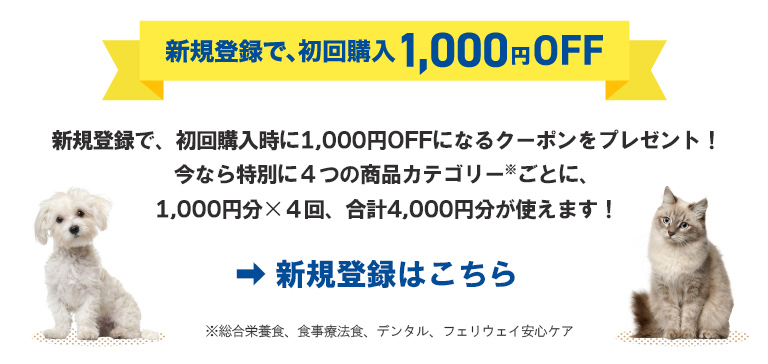 新規登録で、初回購入1,000円OFF
新規登録で、初回購入時に1,000円OFFになるクーポンをプレゼント！
今なら特別に４つの商品カテゴリー※ごとに、
1,000円分×４回、合計4,000円分が使えます！
➡ 新規登録はこちら
※総合栄養食、食事療法食、デンタル、フェリウェイ安心ケア